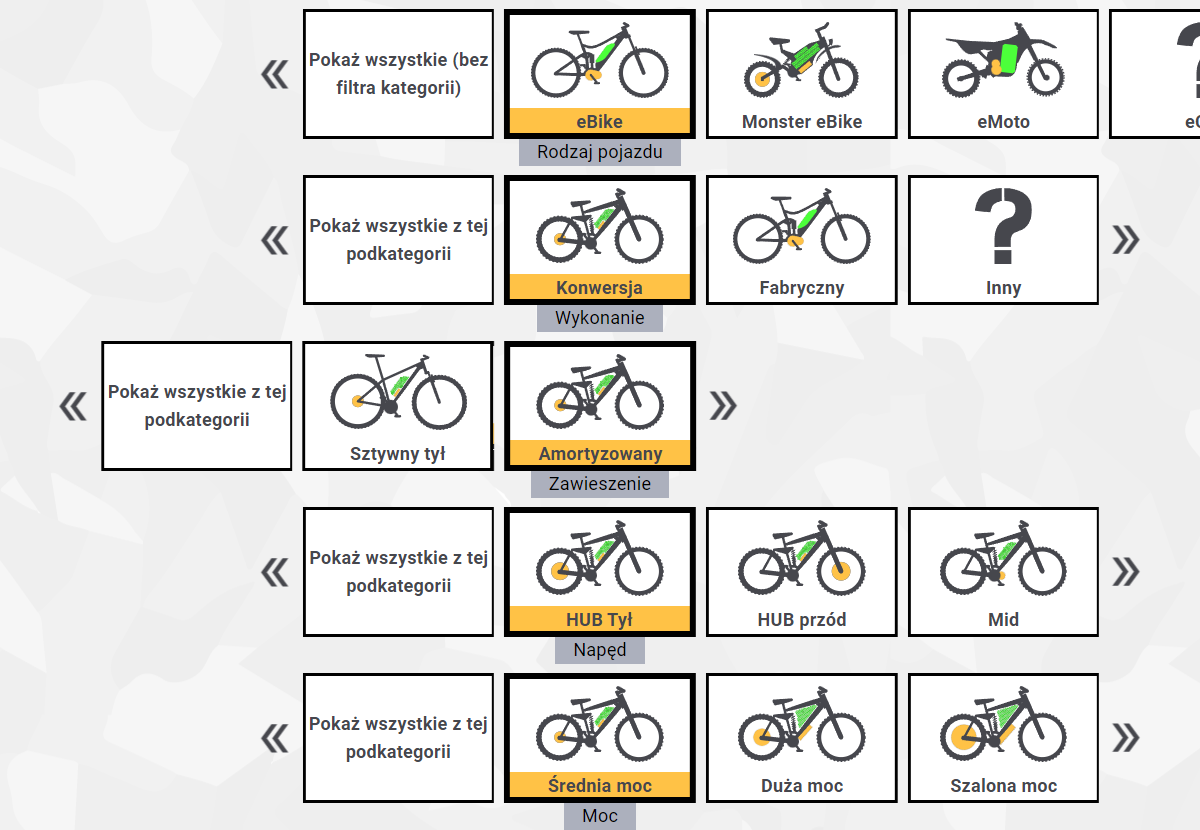 Pokaż wszystkie (bez
filtra kategorii)
eBike
Monster eBike
eMoto
Rodzaj pojazdu
Pokaż wszystkie z tej
podkategorii
Konwersja
Fabryczny
Inny
Wykonanie
Pokaż wszystkie z tej
podkategorii
Sztywny tył
Amortyzowany
Zawieszenie
Pokaż wszystkie z tej
podkategorii
HUB Tył
HUB przód
Mid
Napęd
Pokaż wszystkie z tej
podkategorii
Średnia moc
Duża moc
Szalona moc
Moc